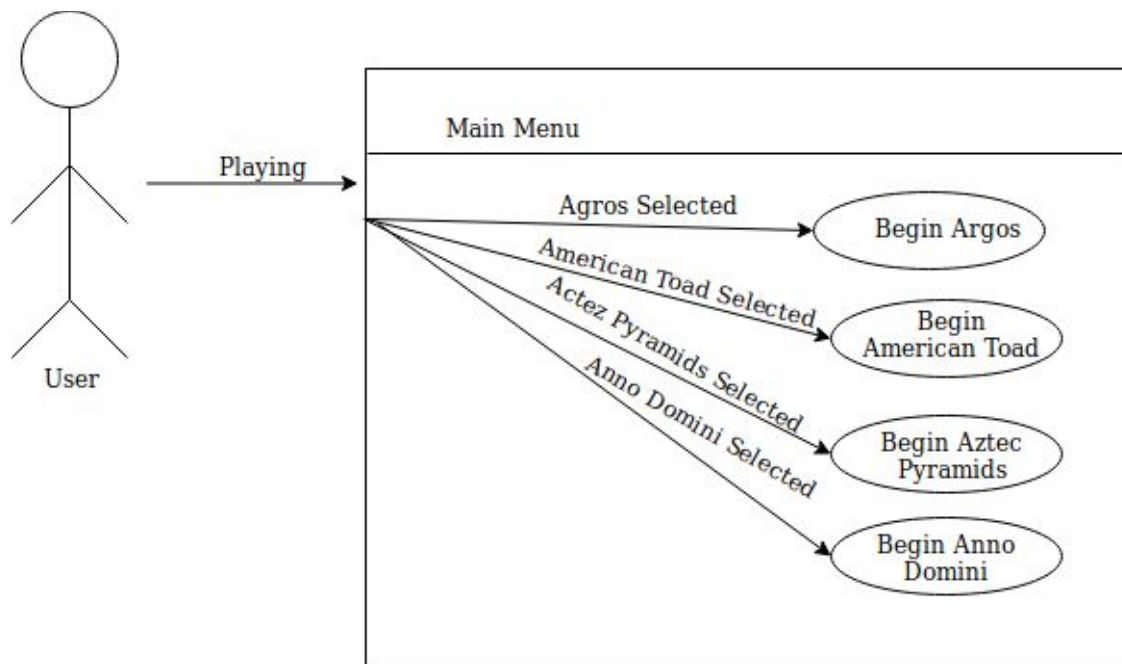 Main Menu
Playing
Agros Selected
Begin Argos
American Toad Selected
Begin
American Toad
Actez Pyramids Selected
Begin Aztec
Pyramids
Anno Domini Selected
Begin Anno
Domini
User